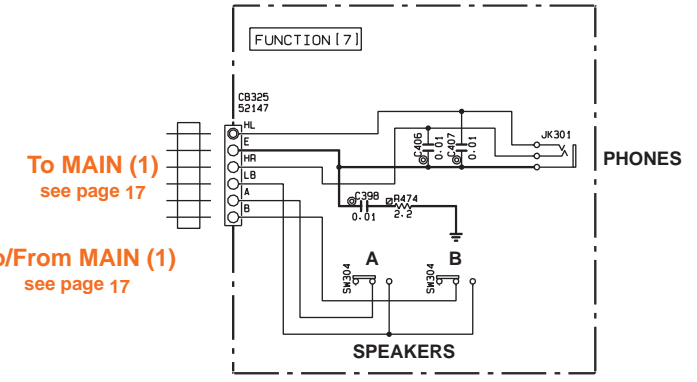 FUNCTION [7]
CB325
52147
HL
E
HR
LB
A
B
To MAIN (1)
see page 17
o/From MAIN (1)
see page 17
C406
0.01
C407
0.01
JK301
PHONES
C398
0.01
R474
2.2
A
B
SW304
SW304
SPEAKERS